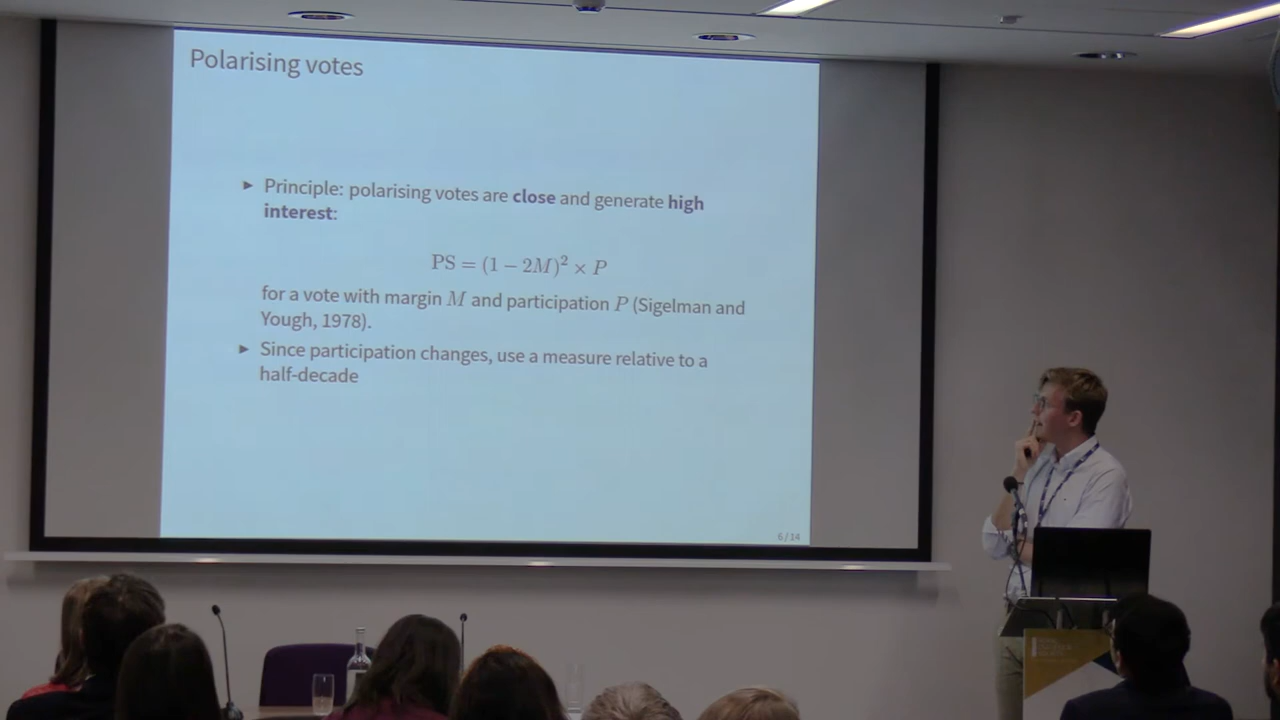 Polarising votes
► Principle: polarising votes are close and generate high
interest:
PS = (1 − 2M)² × P
for a vote with margin M and participation P (Sigelman and
Yough, 1978).
► Since participation changes, use a measure relative to a
half-decade
6 / 14